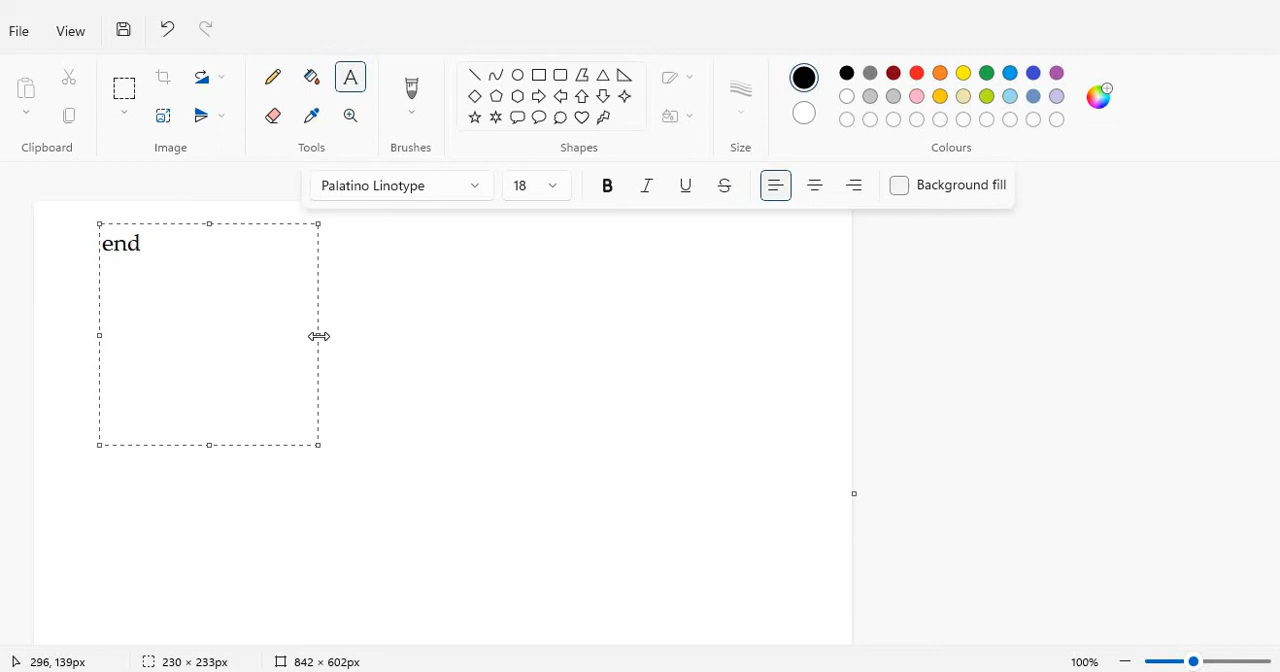 File View
Clipboard Image Tools Brushes Shapes Size Colours
Palatino Linotype 18 B I U S Background fill
end
296, 139px 230 × 233px 842 × 602px 100%